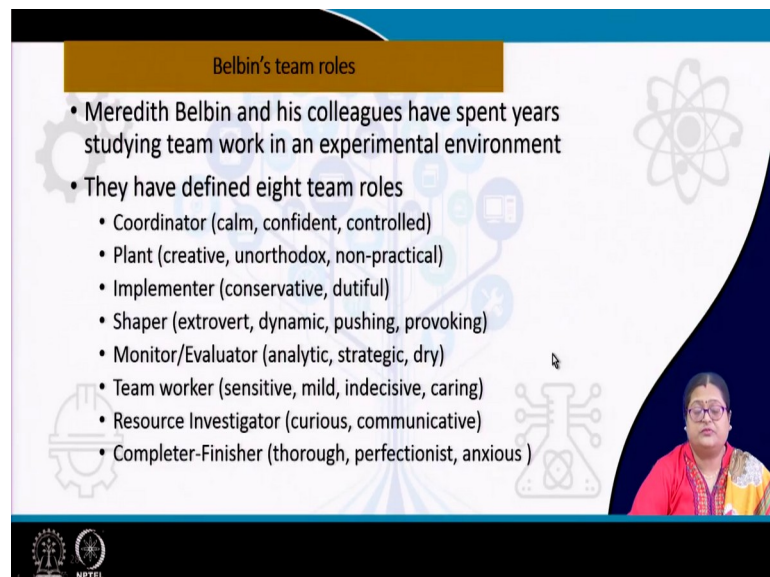 Belbin's team roles
• Meredith Belbin and his colleagues have spent years
studying team work in an experimental environment
• They have defined eight team roles
• Coordinator (calm, confident, controlled)
• Plant (creative, unorthodox, non-practical)
• Implementer (conservative, dutiful)
• Shaper (extrovert, dynamic, pushing, provoking)
• Monitor/Evaluator (analytic, strategic, dry)
• Team worker (sensitive, mild, indecisive, caring)
• Resource Investigator (curious, communicative)
• Completer-Finisher (thorough, perfectionist, anxious )
NPTEL